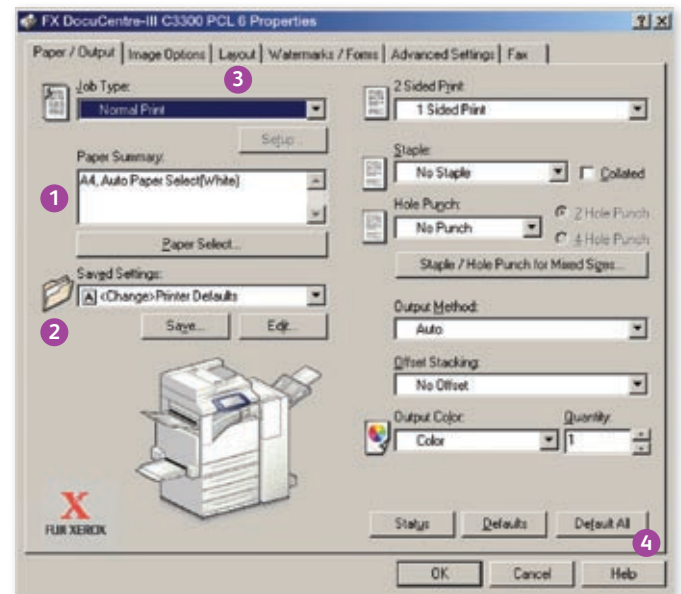 FX DocuCentre-III C3300 PCL 6 Properties
Paper / Output Image Options Layout Watermarks / Forms Advanced Settings Fax
3
Job Type:
Normal Print
Setup...
Paper Summary:
1
A4, Auto Paper Select(White)
Paper Select...
Saved Settings:
<Change>Printer Defaults
2
Save... Edit...
FUJI XEROX
2 Sided Print:
1 Sided Print
Staple:
No Staple Collated
Hole Punch:
No Punch
2 Hole Punch
4 Hole Punch
Staple / Hole Punch for Mixed Sizes...
Output Method:
Auto
Offset Stacking:
No Offset
Output Color: Quantity:
Color 1
Status Defaults Default All
4
OK Cancel Help